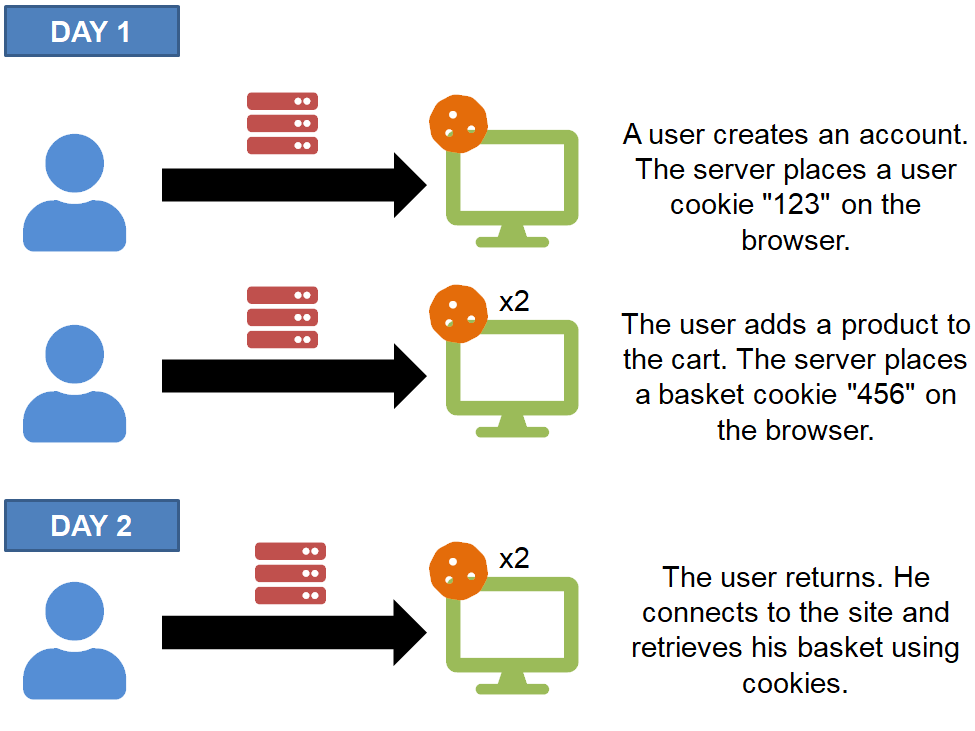 DAY 1
A user creates an account.
The server places a user
cookie "123" on the
browser.
x2
The user adds a product to
the cart. The server places
a basket cookie "456" on
the browser.
DAY 2
x2
The user returns. He
connects to the site and
retrieves his basket using
cookies.